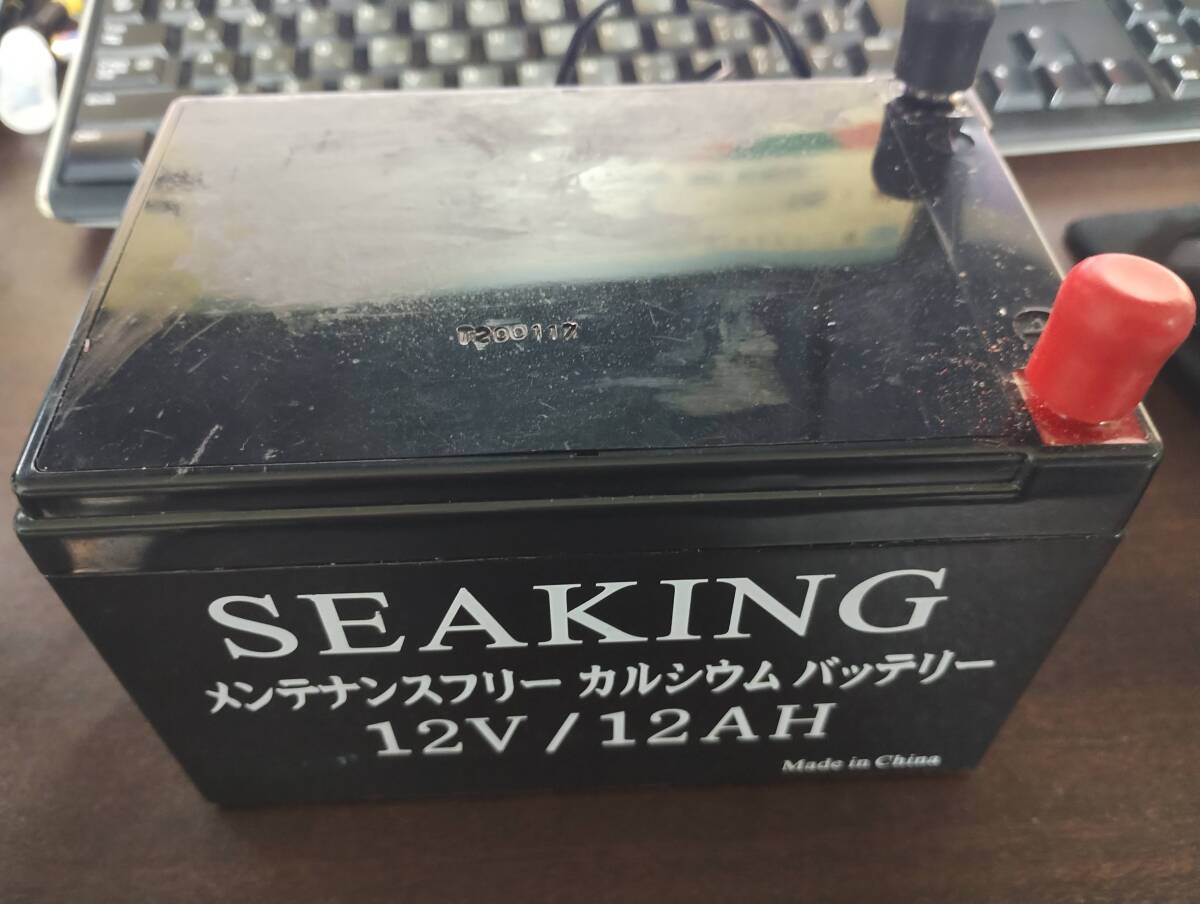 T200117
SEAKING
メンテナンスフリー カルシウム バッテリー
12V / 12AH
Made in China